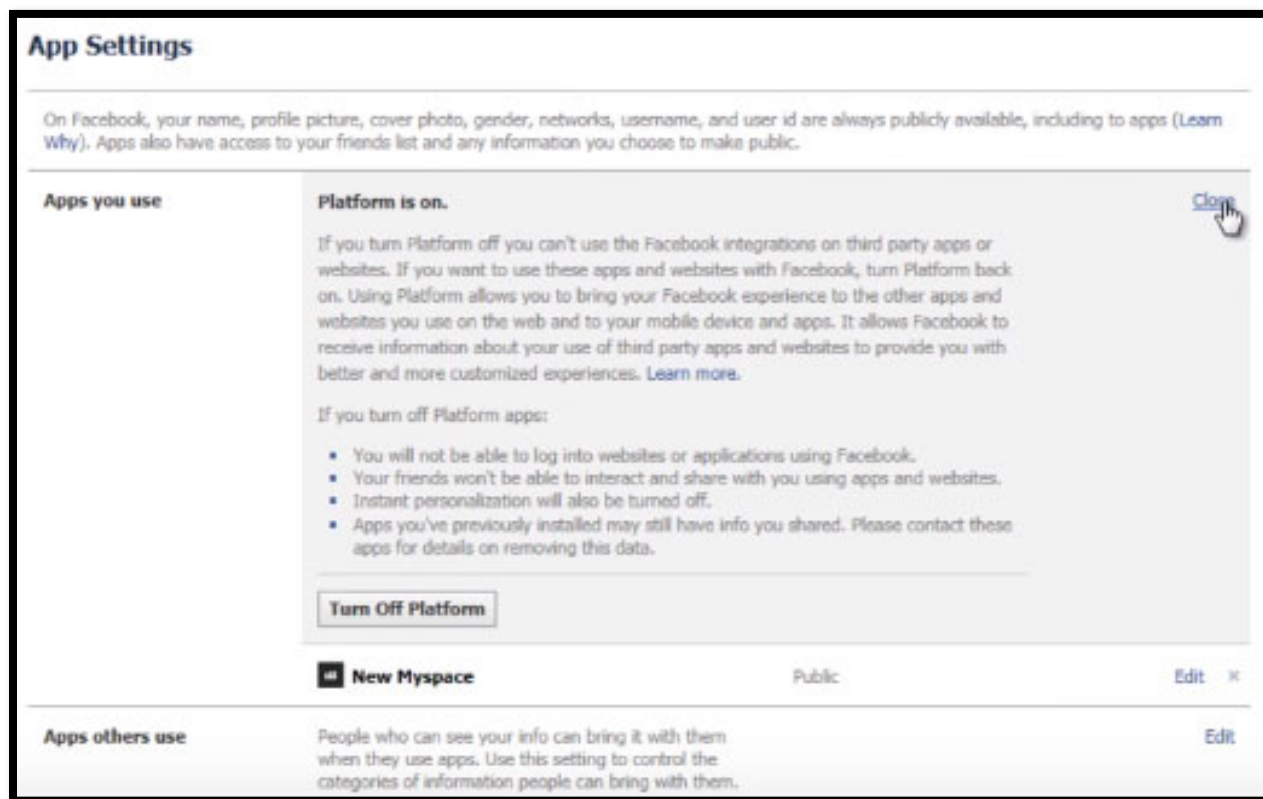 App Settings
On Facebook, your name, profile picture, cover photo, gender, networks, username, and user id are always publicly available, including to apps (Learn
Why). Apps also have access to your friends list and any information you choose to make public.
Apps you use
Platform is on.
Close
If you turn Platform off you can't use the Facebook integrations on third party apps or
websites. If you want to use these apps and websites with Facebook, turn Platform back
on. Using Platform allows you to bring your Facebook experience to the other apps and
websites you use on the web and to your mobile device and apps. It allows Facebook to
receive information about your use of third party apps and websites to provide you with
better and more customized experiences. Learn more.
If you turn off Platform apps:
• You will not be able to log into websites or applications using Facebook.
• Your friends won't be able to interact and share with you using apps and websites.
• Instant personalization will also be turned off.
• Apps you've previously installed may still have info you shared. Please contact these
apps for details on removing this data.
Turn Off Platform
New Myspace Public Edit ×
Apps others use
People who can see your info can bring it with them
Edit
when they use apps. Use this setting to control the
categories of information people can bring with them.